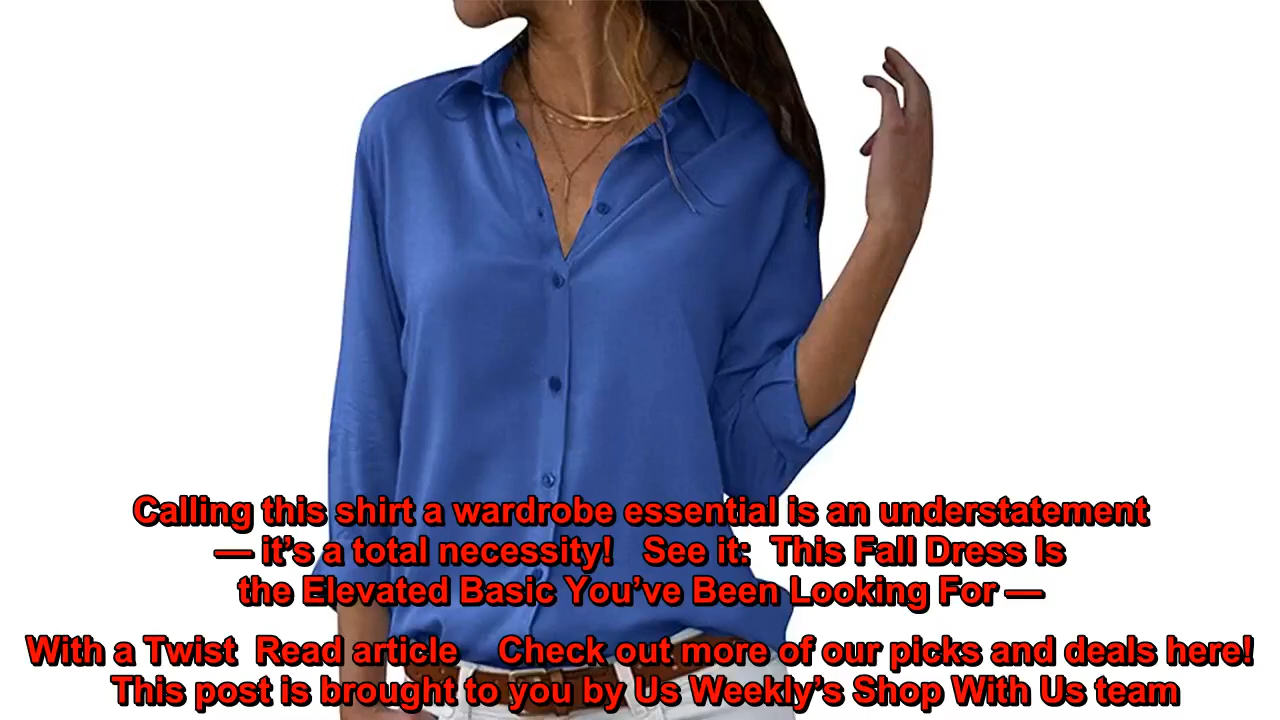 Calling this shirt a wardrobe essential is an understatement
— it’s a total necessity!   See it:  This Fall Dress Is
the Elevated Basic You’ve Been Looking For —
With a Twist  Read article    Check out more of our picks and deals here!
This post is brought to you by Us Weekly’s Shop With Us team